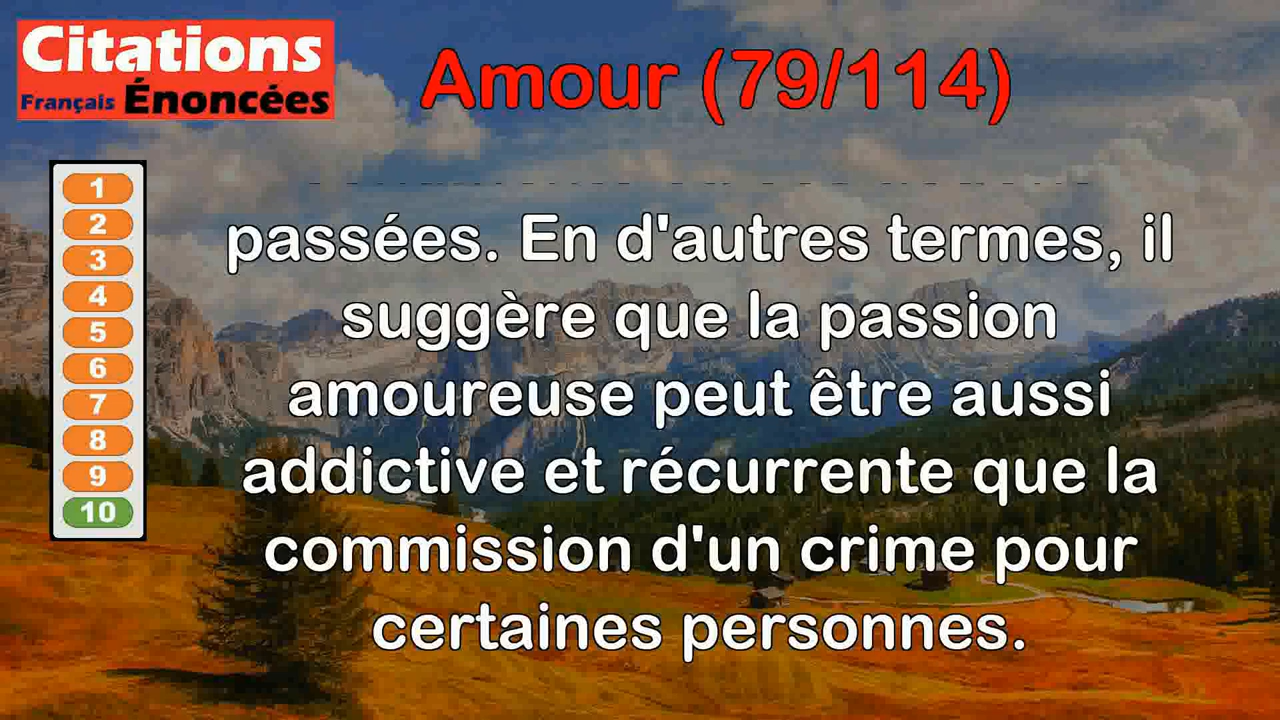 Citations
Français Énoncées
Amour (79/114)
1
2
3
4
5
6
7
8
9
10
passées. En d'autres termes, il
suggère que la passion
amoureuse peut être aussi
addictive et récurrente que la
commission d'un crime pour
certaines personnes.